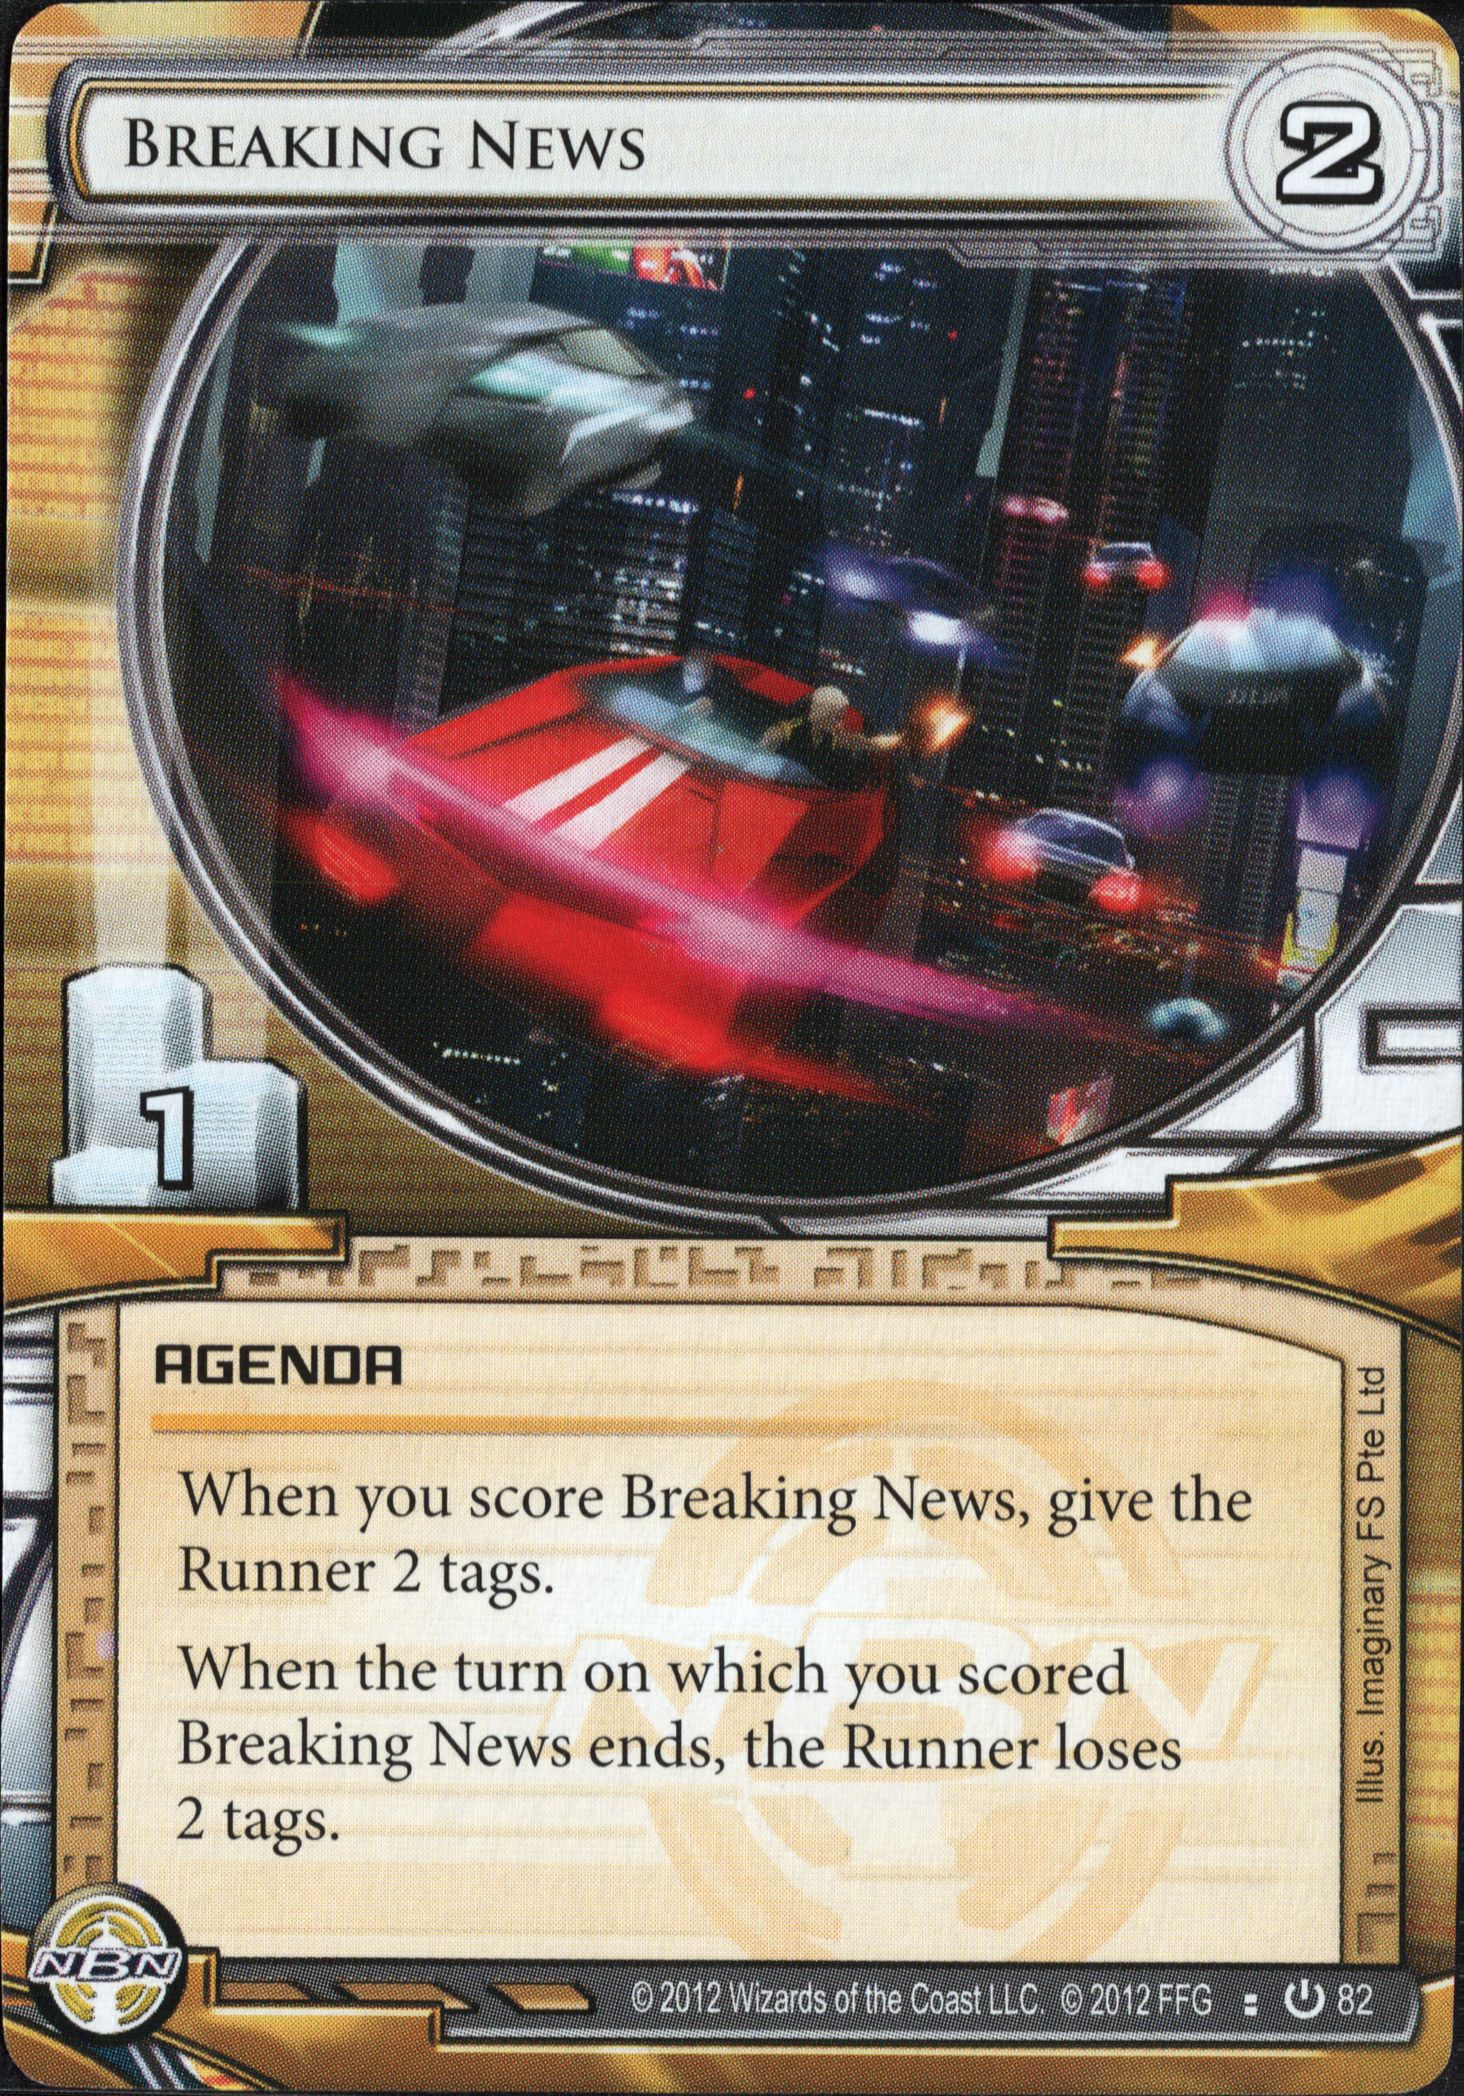 BREAKING NEWS
2
1
AGENDA
When you score Breaking News, give the
Runner 2 tags.
When the turn on which you scored
Breaking News ends, the Runner loses
2 tags.
Illus. Imaginary FS Pte Ltd
NBN
NBN
© 2012 Wizards of the Coast LLC. © 2012 FFG
82